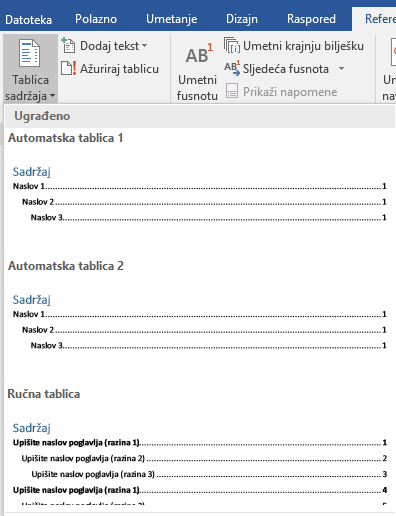 Datoteka Polazno Umetanje Dizajn Raspored Refere
Tablica sadržaja
Dodaj tekst
Ažuriraj tablicu
AB1
Umetni fusnotu
Umetni krajnju bilješku
Sljedeća fusnota
Prikaži napomene
Um
nav
Ugrađeno
Automatska tablica 1
Sadržaj
Naslov 1 1
Naslov 2 1
Naslov 3 1
Automatska tablica 2
Sadržaj
Naslov 1 1
Naslov 2 1
Naslov 3 1
Ručna tablica
Sadržaj
Upišite naslov poglavlja (razina 1) 1
Upišite naslov poglavlja (razina 2) 2
Upišite naslov poglavlja (razina 3) 3
Upišite naslov poglavlja (razina 1) 4